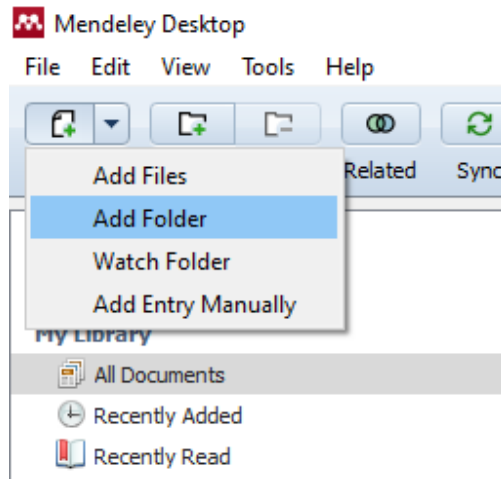 Mendeley Desktop
File Edit View Tools Help
Related Sync
Add Files
Add Folder
Watch Folder
Add Entry Manually
My Library
All Documents
Recently Added
Recently Read